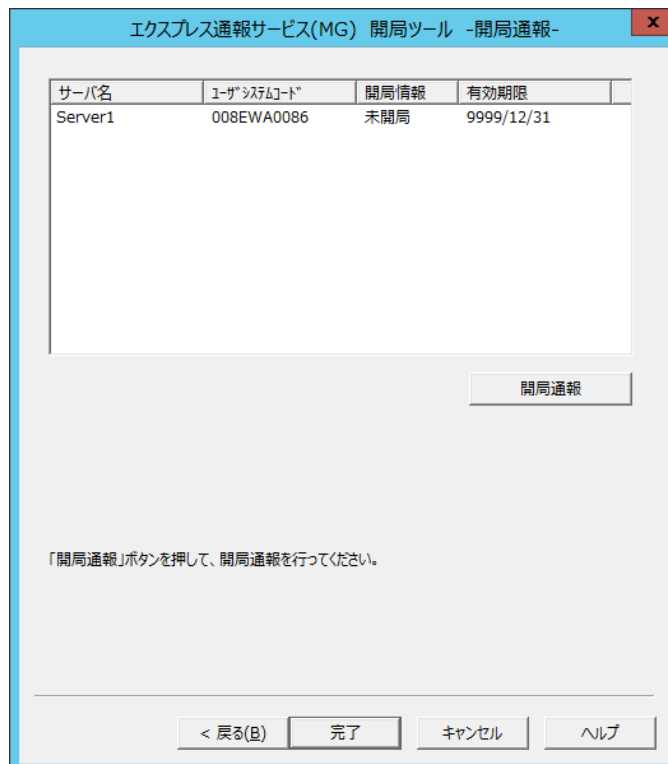 エクスプレス通報サービス(MG) 開局ツール -開局通報-
x
サーバ名 ﾕｰｻﾞｼｽﾃﾑｺｰﾄﾞ 開局情報 有効期限
Server1 008EWA0086 未開局 9999/12/31
開局通報
「開局通報」ボタンを押して、開局通報を行ってください。
< 戻る(B) 完了 キャンセル ヘルプ